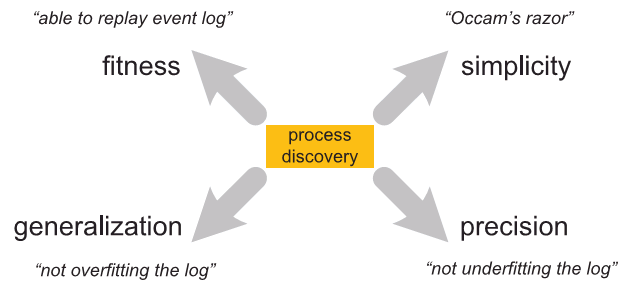 “able to replay event log”
“Occam’s razor”
fitness
simplicity
process
discovery
generalization
precision
“not overfitting the log”
“not underfitting the log”